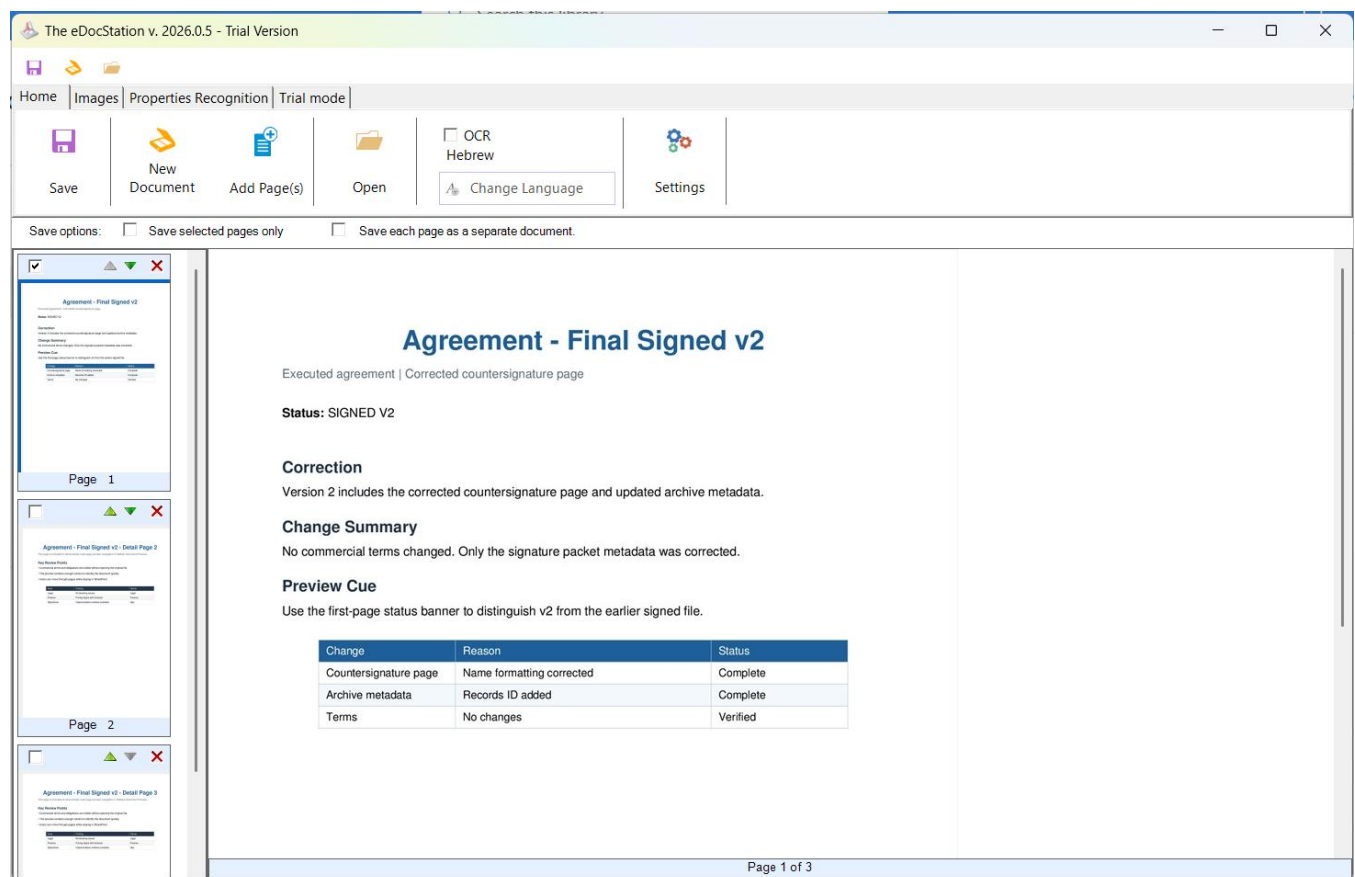 The eDocStation v. 2026.0.5 - Trial Version
Home Images Properties Recognition Trial mode
Save
New Document
Add Page(s)
Open
OCR
Hebrew
Change Language
Settings
Save options: Save selected pages only Save each page as a separate document.
Agreement - Final Signed v2
Page 1
Agreement - Final Signed v2 - Detail Page 2
Page 2
Agreement - Final Signed v2 - Detail Page 3
Agreement - Final Signed v2
Executed agreement | Corrected countersignature page
Status: SIGNED V2
Correction
Version 2 includes the corrected countersignature page and updated archive metadata.
Change Summary
No commercial terms changed. Only the signature packet metadata was corrected.
Preview Cue
Use the first-page status banner to distinguish v2 from the earlier signed file.
Change Reason Status
Countersignature page Name formatting corrected Complete
Archive metadata Records ID added Complete
Terms No changes Verified
Page 1 of 3